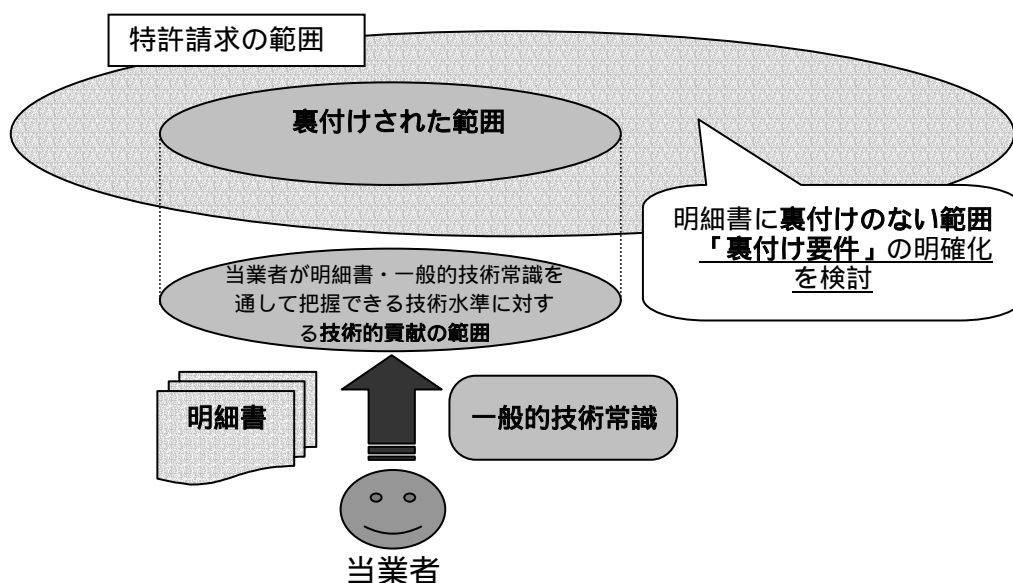 特許請求の範囲
裏付けされた範囲
明細書に裏付けのない範囲
「裏付け要件」の明確化
を検討
当業者が明細書・一般的技術常識を
通して把握できる技術水準に対す
る技術的貢献の範囲
明細書
一般的技術常識
当業者